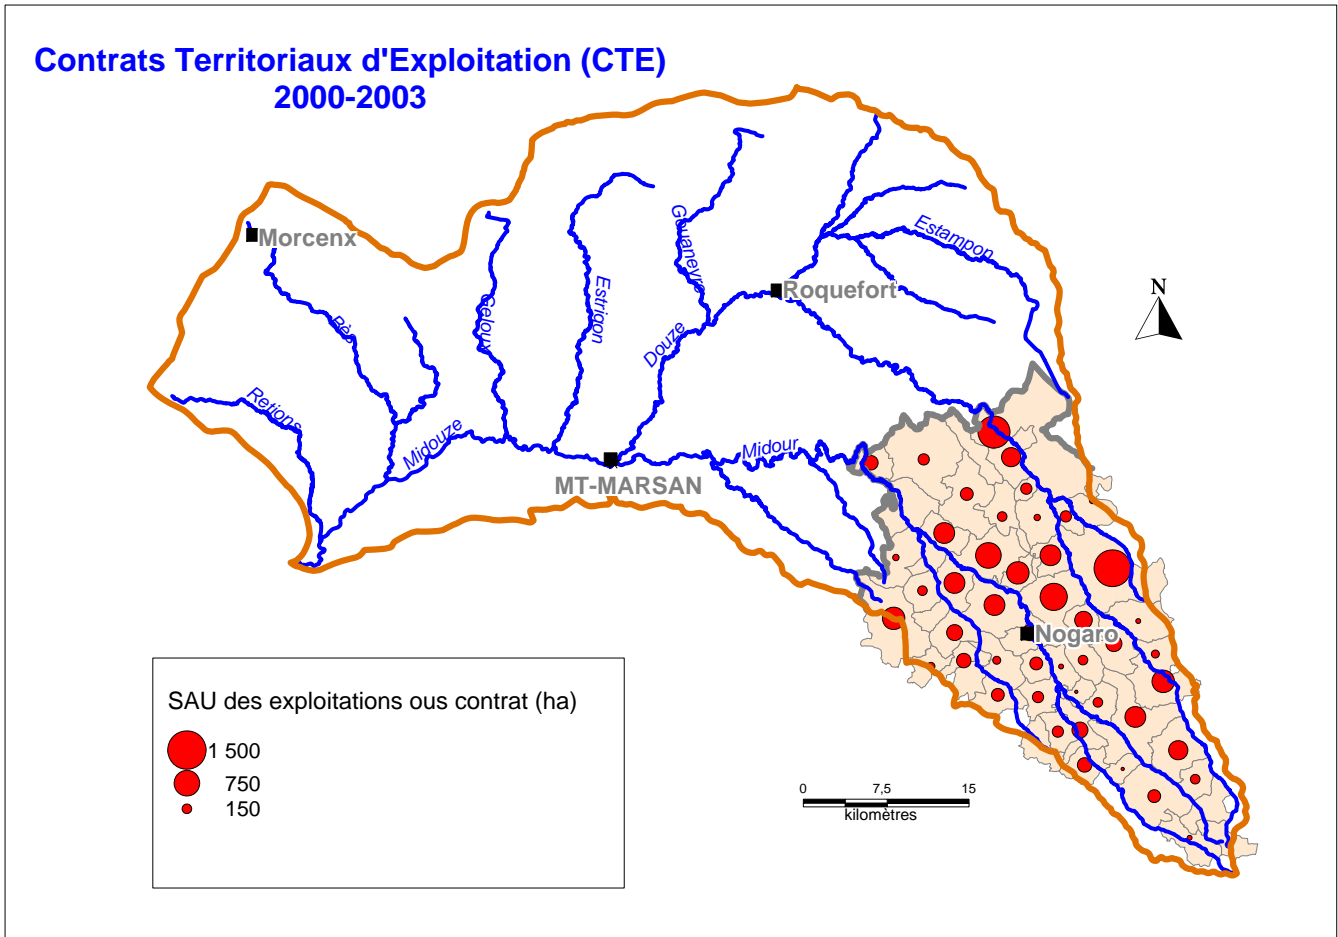 Contrats Territoriaux d'Exploitation (CTE)
2000-2003
Morcenx
Gouaneyre
Estampon
N
Roquefort
Geloux
Estrigon
Bès
Douze
Retjons
Midouze
Midour
MT-MARSAN
Nogaro
SAU des exploitations ous contrat (ha)
1 500
750
150
0 7,5 15
kilomètres